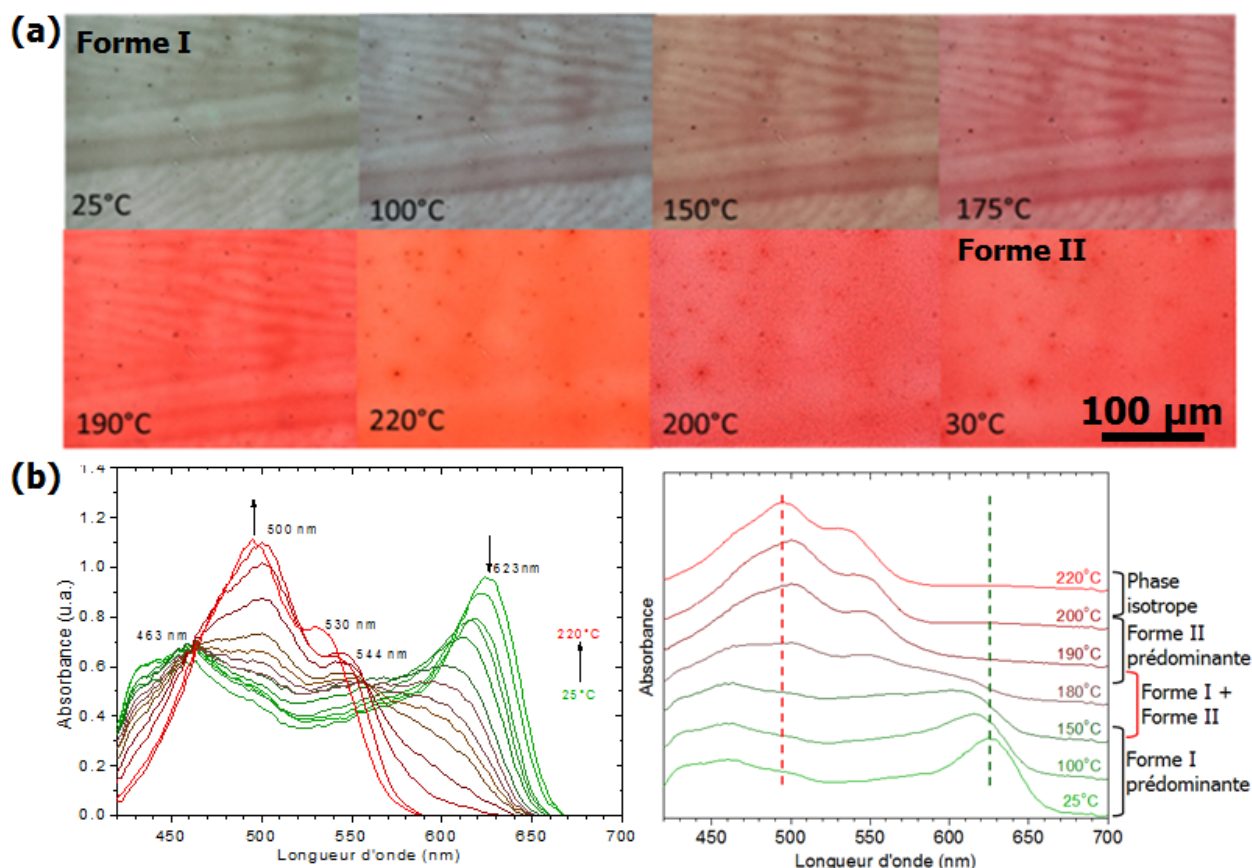 (a)
Forme I
25°C
100°C
150°C
175°C
Forme II
190°C
220°C
200°C
30°C
100 µm
(b)
1.4
1.2
1.0
0.8
0.6
0.4
0.2
0.0
Absorbance (u.a.)
500 nm
623nm
463 nm
530 nm
544 nm
220°C
25°C
450 500 550 600 650 700
Longueur d'onde (nm)
Absorbance
220°C
200°C
190°C
180°C
150°C
100°C
25°C
Phase
isotrope
Forme II
prédominante
Forme I +
Forme II
Forme I
prédominante
450 500 550 600 650 700
Longueur d'onde (nm)